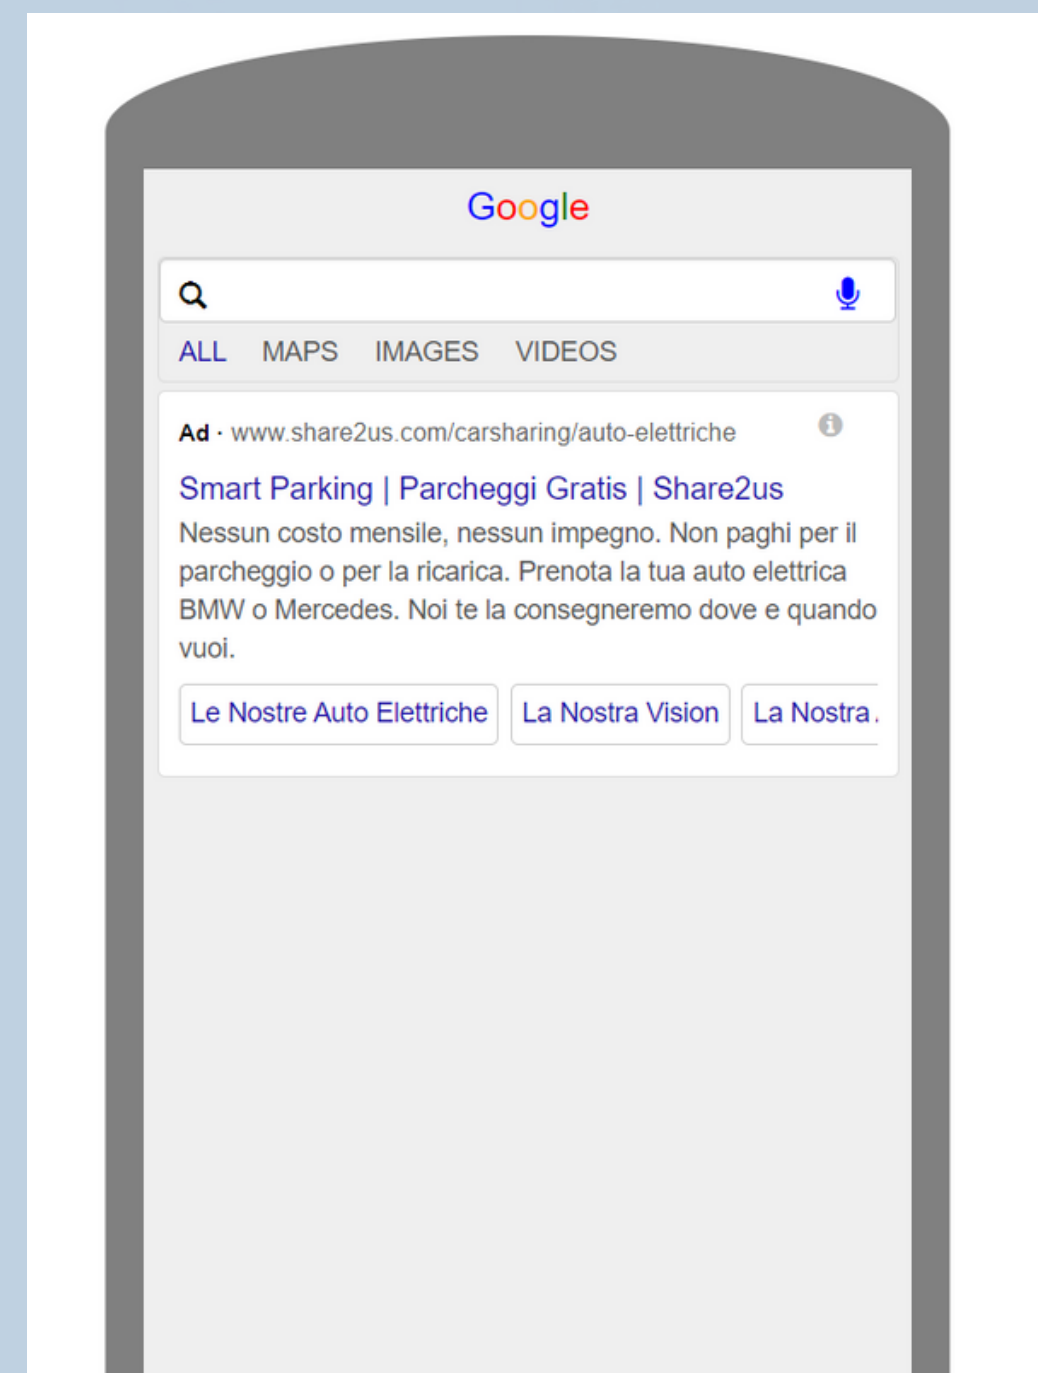 Google
ALL MAPS IMAGES VIDEOS
Ad · www.share2us.com/carsharing/auto-elettriche
Smart Parking | Parcheggi Gratis | Share2us
Nessun costo mensile, nessun impegno. Non paghi per il
parcheggio o per la ricarica. Prenota la tua auto elettrica
BMW o Mercedes. Noi te la consegneremo dove e quando
vuoi.
Le Nostre Auto Elettriche La Nostra Vision La Nostra